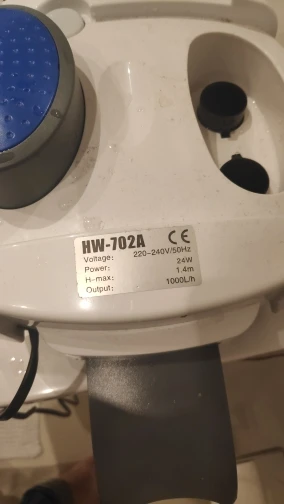 HW-702A CE
Voltage: 220-240V/50Hz
Power: 24W
H-max: 1.4m
Output: 1000L/h